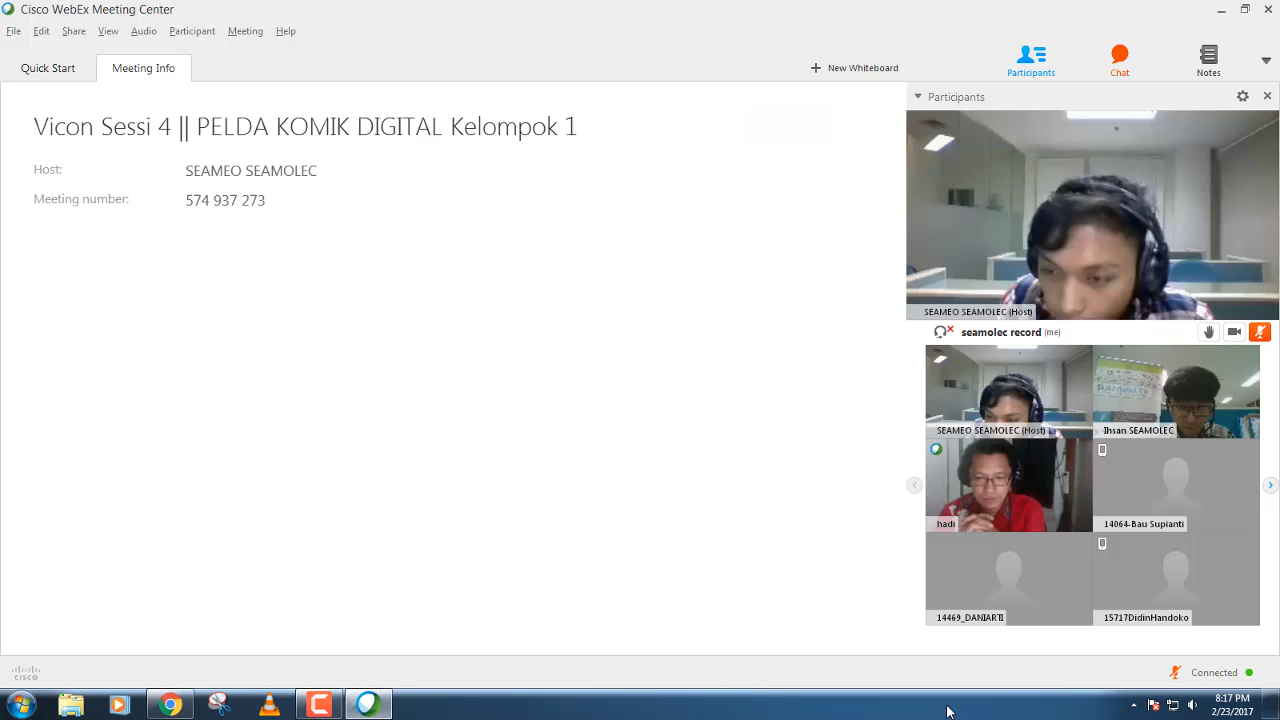 Cisco WebEx Meeting Center
File Edit Share View Audio Participant Meeting Help
Quick Start Meeting Info
New Whiteboard
Participants Chat Notes
Participants
Vicon Sessi 4 || PELDA KOMIK DIGITAL Kelompok 1
Host: SEAMEO SEAMOLEC
Meeting number: 574 937 273
SEAMEO SEAMOLEC (Host)
seamolec record (me)
SEAMEO SEAMOLEC (Host)
Ihsan SEAMOLEC
hadi
14064-Bau Supianti
14469_DANIARTI
15717DidinHandoko
cisco
Connected
8:17 PM
2/23/2017